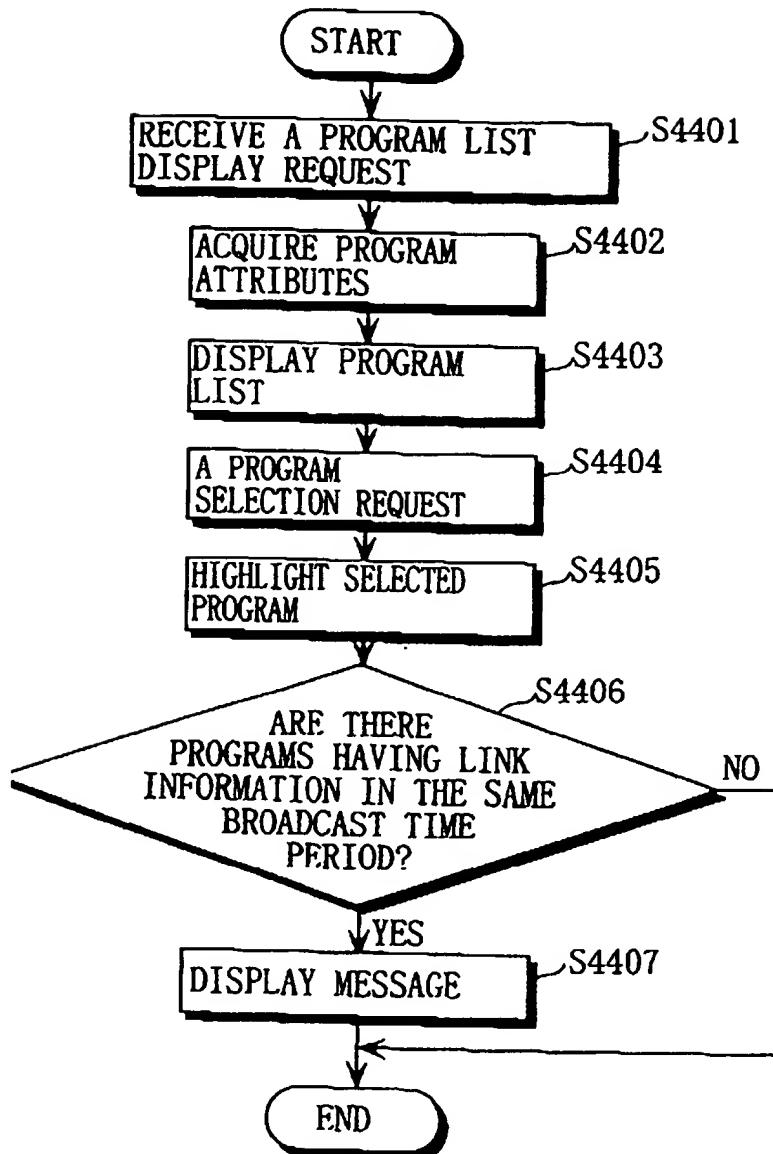 START
RECEIVE A PROGRAM LIST
DISPLAY REQUEST
S4401
ACQUIRE PROGRAM
ATTRIBUTES
S4402
DISPLAY PROGRAM
LIST
S4403
A PROGRAM
SELECTION REQUEST
S4404
HIGHLIGHT SELECTED
PROGRAM
S4405
S4406
ARE THERE
PROGRAMS HAVING LINK
INFORMATION IN THE SAME
BROADCAST TIME
PERIOD?
NO
YES
DISPLAY MESSAGE
S4407
END